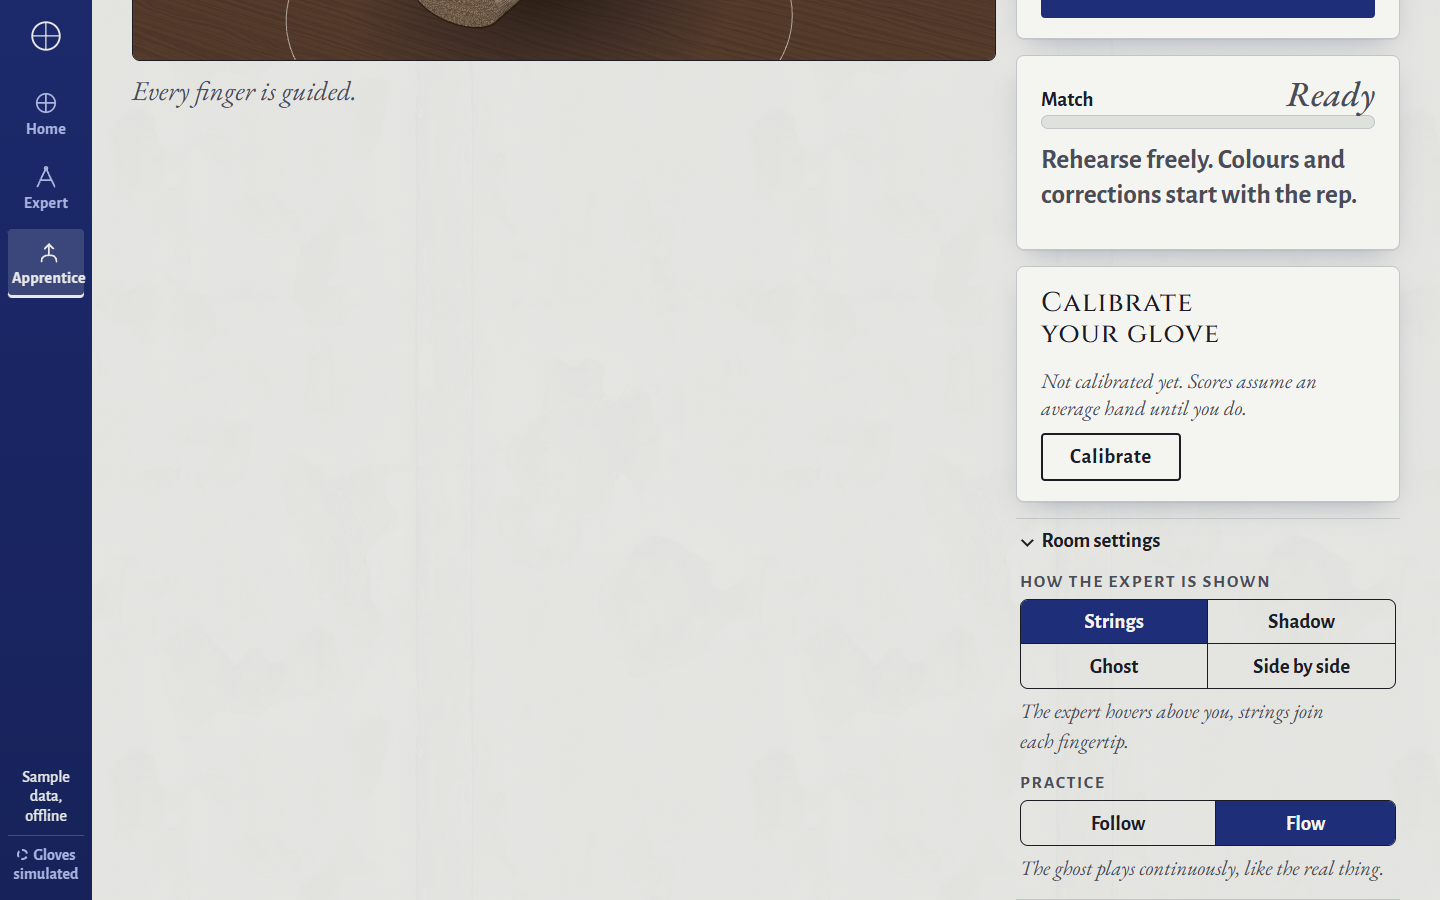 Home
Expert
Apprentice
Sample
data,
offline
Gloves
simulated
Every finger is guided.
Match
Ready
Rehearse freely. Colours and
corrections start with the rep.
Calibrate
your glove
Not calibrated yet. Scores assume an
average hand until you do.
Calibrate
Room settings
HOW THE EXPERT IS SHOWN
Strings
Shadow
Ghost
Side by side
The expert hovers above you, strings join
each fingertip.
PRACTICE
Follow
Flow
The ghost plays continuously, like the real thing.